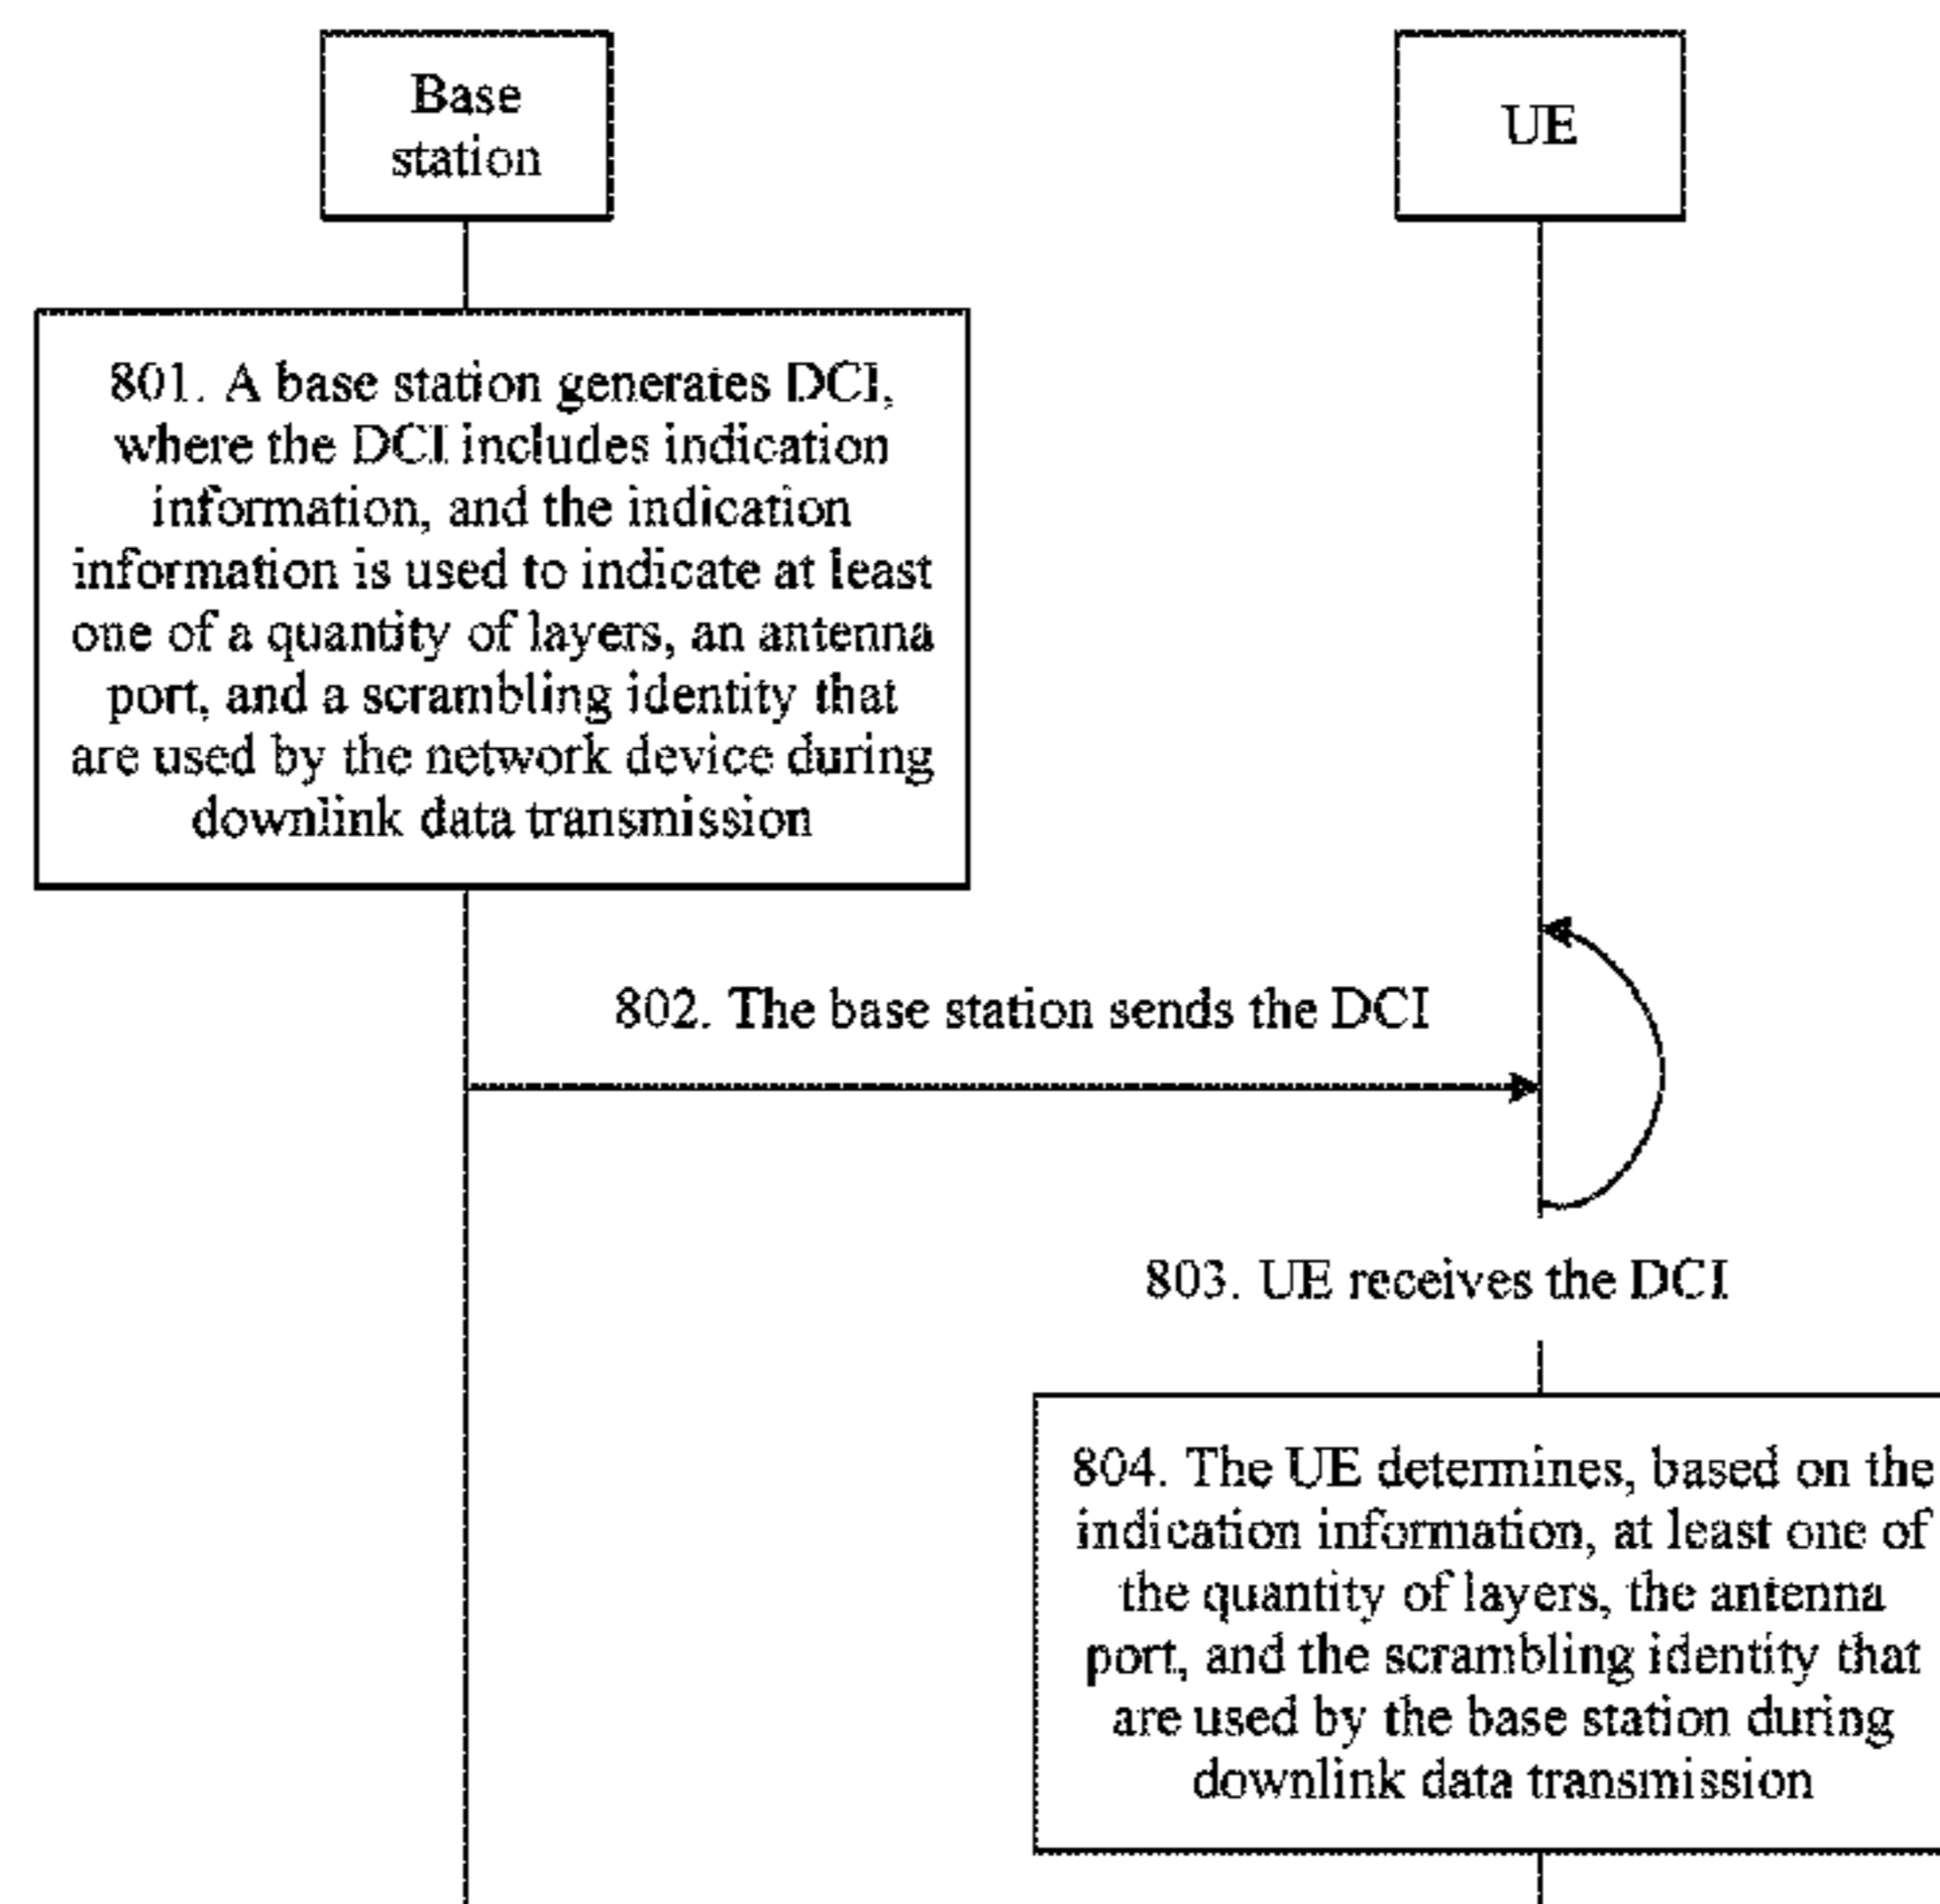 Base
station
UE
801. A base station generates DCI,
where the DCI includes indication
information, and the indication
information is used to indicate at least
one of a quantity of layers, an antenna
port, and a scrambling identity that
are used by the network device during
downlink data transmission
802. The base station sends the DCI
803. UE receives the DCI
804. The UE determines, based on the
indication information, at least one of
the quantity of layers, the antenna
port, and the scrambling identity that
are used by the base station during
downlink data transmission